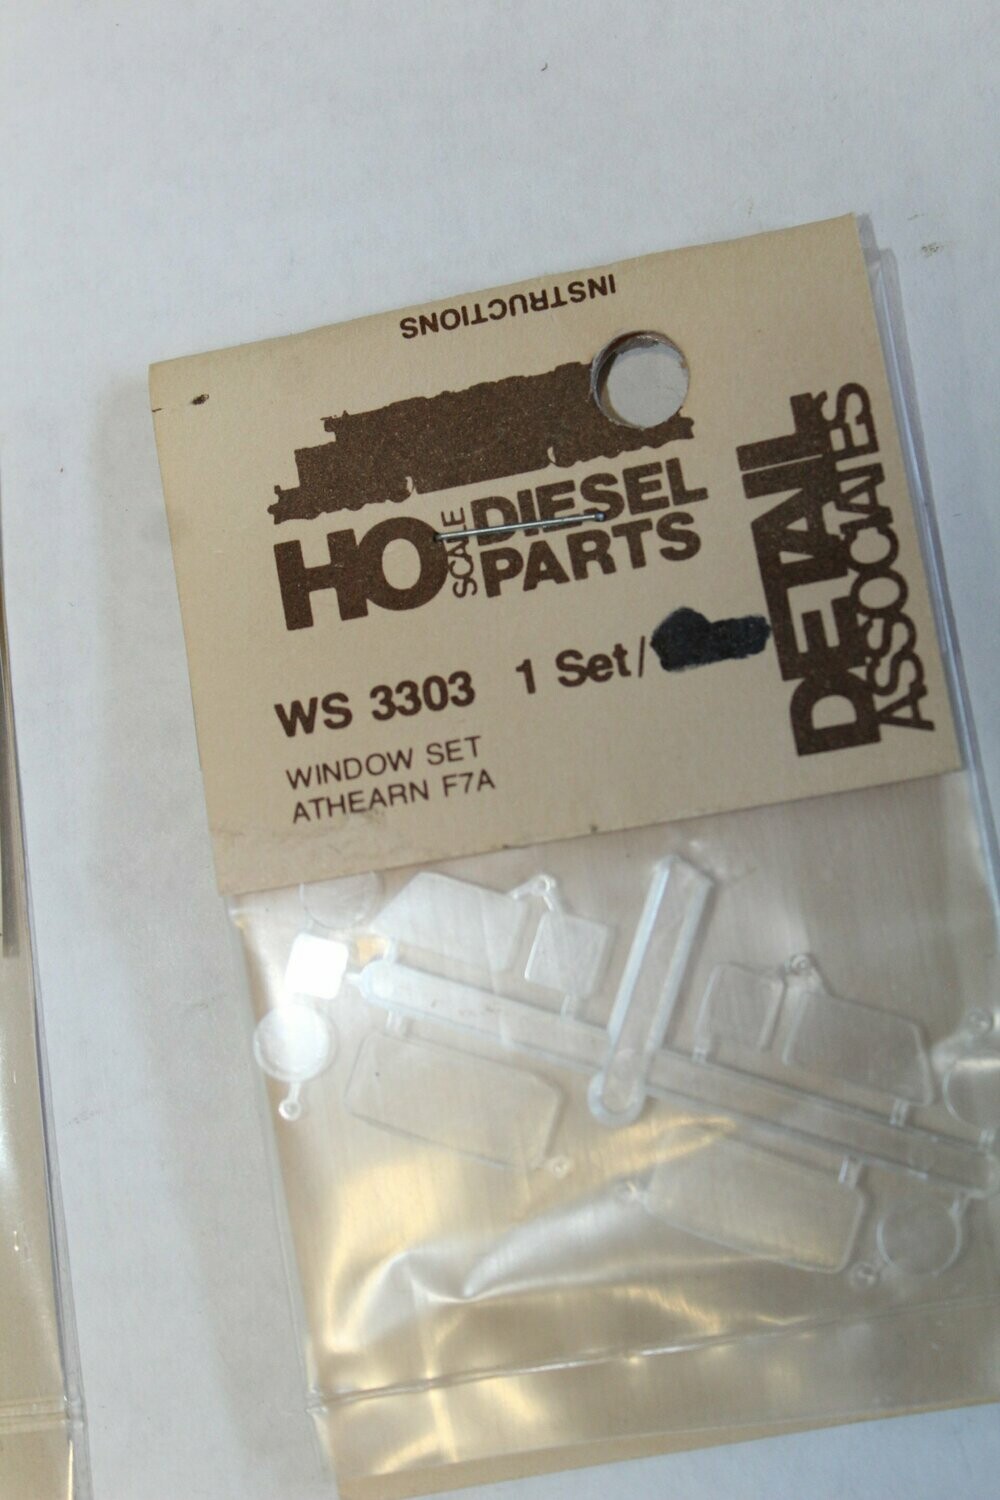 INSTRUCTIONS
HO SCALE DIESEL PARTS
WS 3303 1 Set/
WINDOW SET
ATHEARN F7A
DETAIL
ASSOCIATES